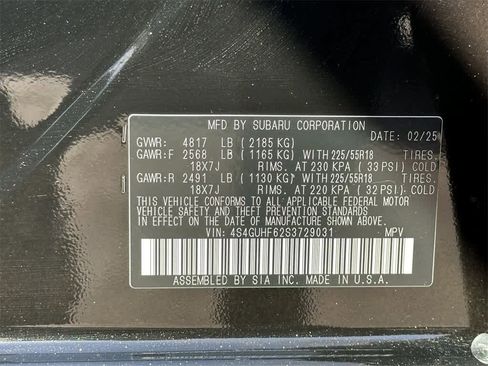 MFD BY SUBARU CORPORATION
DATE: 02/25
GVWR: 4817 LB (2185 KG)
GAWR:F 2568 LB (1165 KG) WITH 225/55R18 TIRES,
18X7J RIMS, AT 230 KPA (33 PSI) COLD
GAWR:R 2491 LB (1130 KG) WITH 225/55R18 TIRES,
18X7J RIMS, AT 220 KPA (32 PSI) COLD
THIS VEHICLE CONFORMS TO ALL APPLICABLE FEDERAL MOTOR
VEHICLE SAFETY THEFT PREVENTION AND BUMPER STANDARDS
IN EFFECT ON THE DATE OF MANUFACTURE SHOWN ABOVE.
VIN: 4S4GUHF62S3729031 MPV
ASSEMBLED BY SIA INC. MADE IN U.S.A.